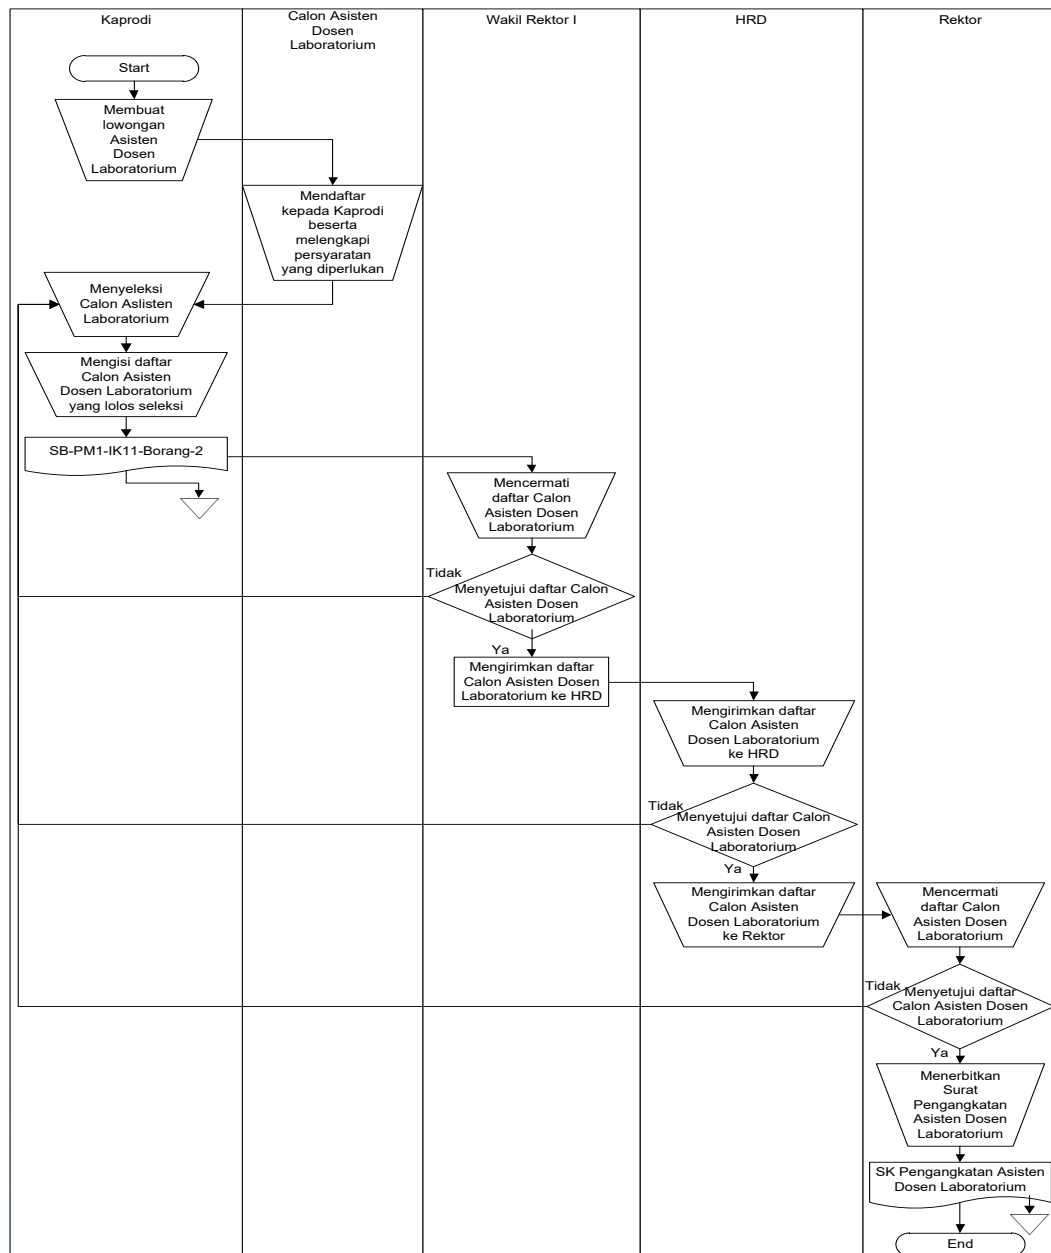 Kaprodi
Calon Asisten
Dosen
Laboratorium
Wakil Rektor I
HRD
Rektor
Start
Membuat
lowongan
Asisten
Dosen
Laboratorium
Mendaftar
kepada Kaprodi
beserta
melengkapi
persyaratan
yang diperlukan
Menyeleksi
Calon Aslisten
Laboratorium
Mengisi daftar
Calon Asisten
Dosen Laboratorium
yang lolos seleksi
SB-PM1-IK11-Borang-2
Mencermati
daftar Calon
Asisten Dosen
Laboratorium
Tidak
Menyetujui daftar Calon
Asisten Dosen
Laboratorium
Ya
Mengirimkan daftar
Calon Asisten Dosen
Laboratorium ke HRD
Mengirimkan daftar
Calon Asisten
Dosen Laboratorium
ke HRD
Tidak
Menyetujui daftar Calon
Asisten Dosen
Laboratorium
Ya
Mengirimkan daftar
Calon Asisten
Dosen Laboratorium
ke Rektor
Mencermati
daftar Calon
Asisten Dosen
Laboratorium
Tidak
Menyetujui daftar
Calon Asisten Dosen
Laboratorium
Ya
Menerbitkan
Surat
Pengangkatan
Asisten Dosen
Laboratorium
SK Pengangkatan Asisten
Dosen Laboratorium
End